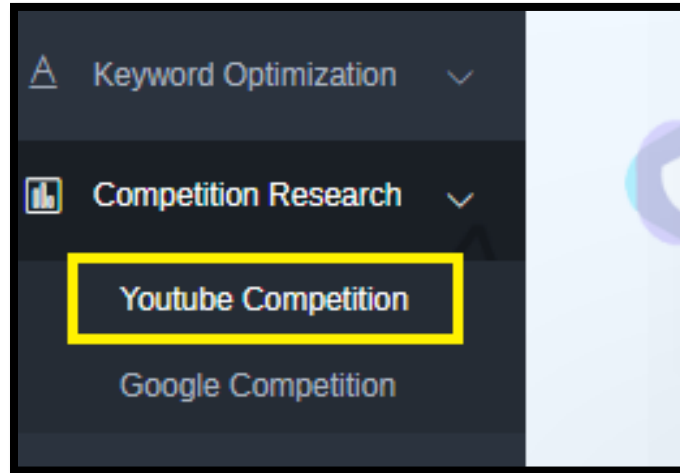 Keyword Optimization
Competition Research
Youtube Competition
Google Competition